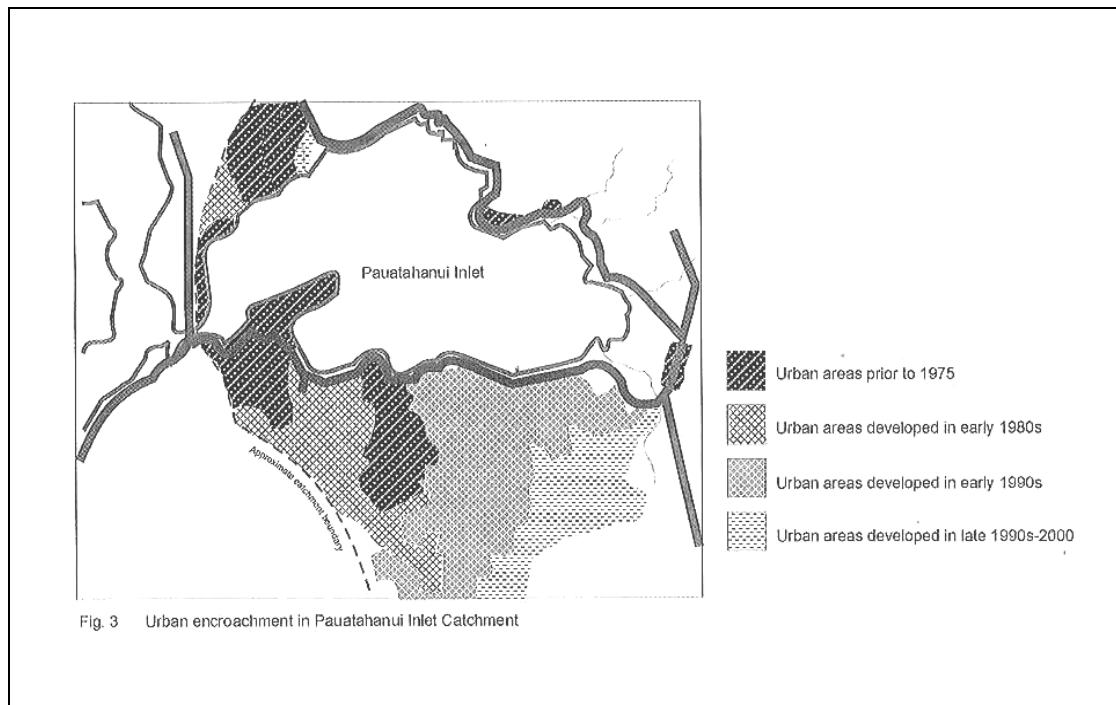 Pauatahanui Inlet
Approximate catchment boundary
Urban areas prior to 1975
Urban areas developed in early 1980s
Urban areas developed in early 1990s
Urban areas developed in late 1990s-2000
Fig. 3 Urban encroachment in Pauatahanui Inlet Catchment